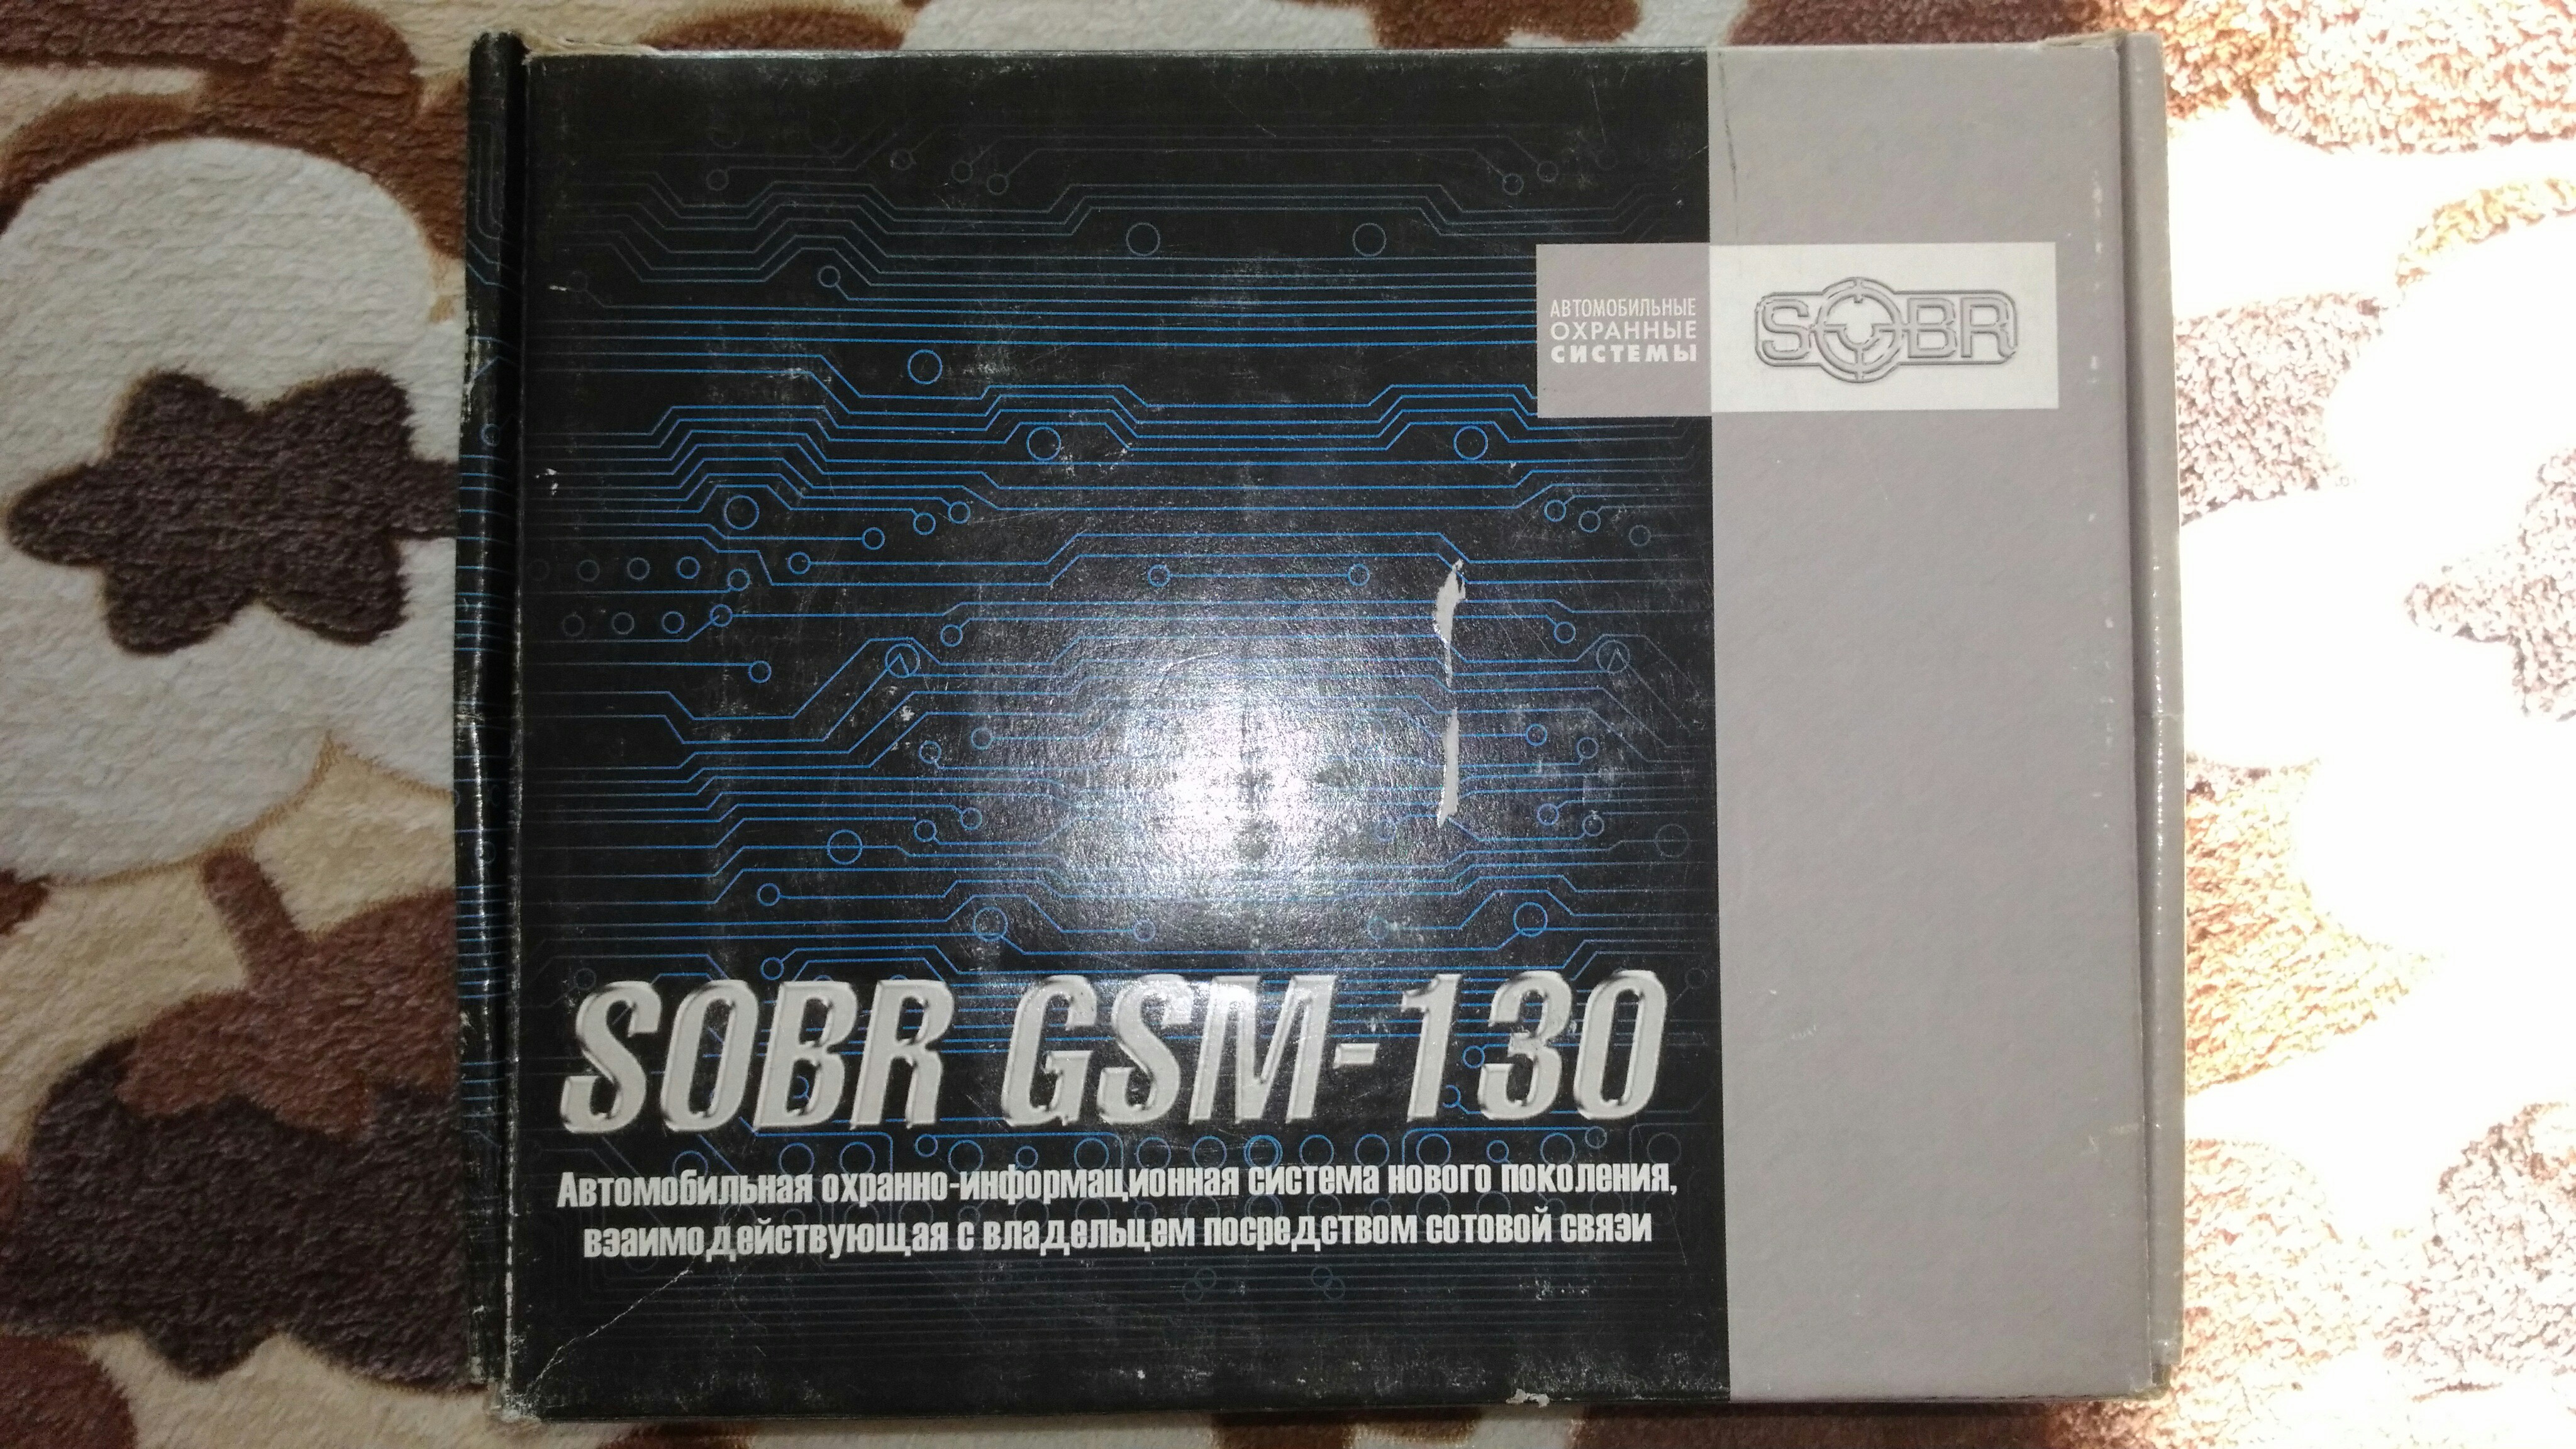 АВТОМОБИЛЬНЫЕ
ОХРАННЫЕ
СИСТЕМЫ
SOBR
SOBR GSM-130
Автомобильная охранно-информационная система нового поколения,
взаимодействующая с владельцем посредством сотовой связи